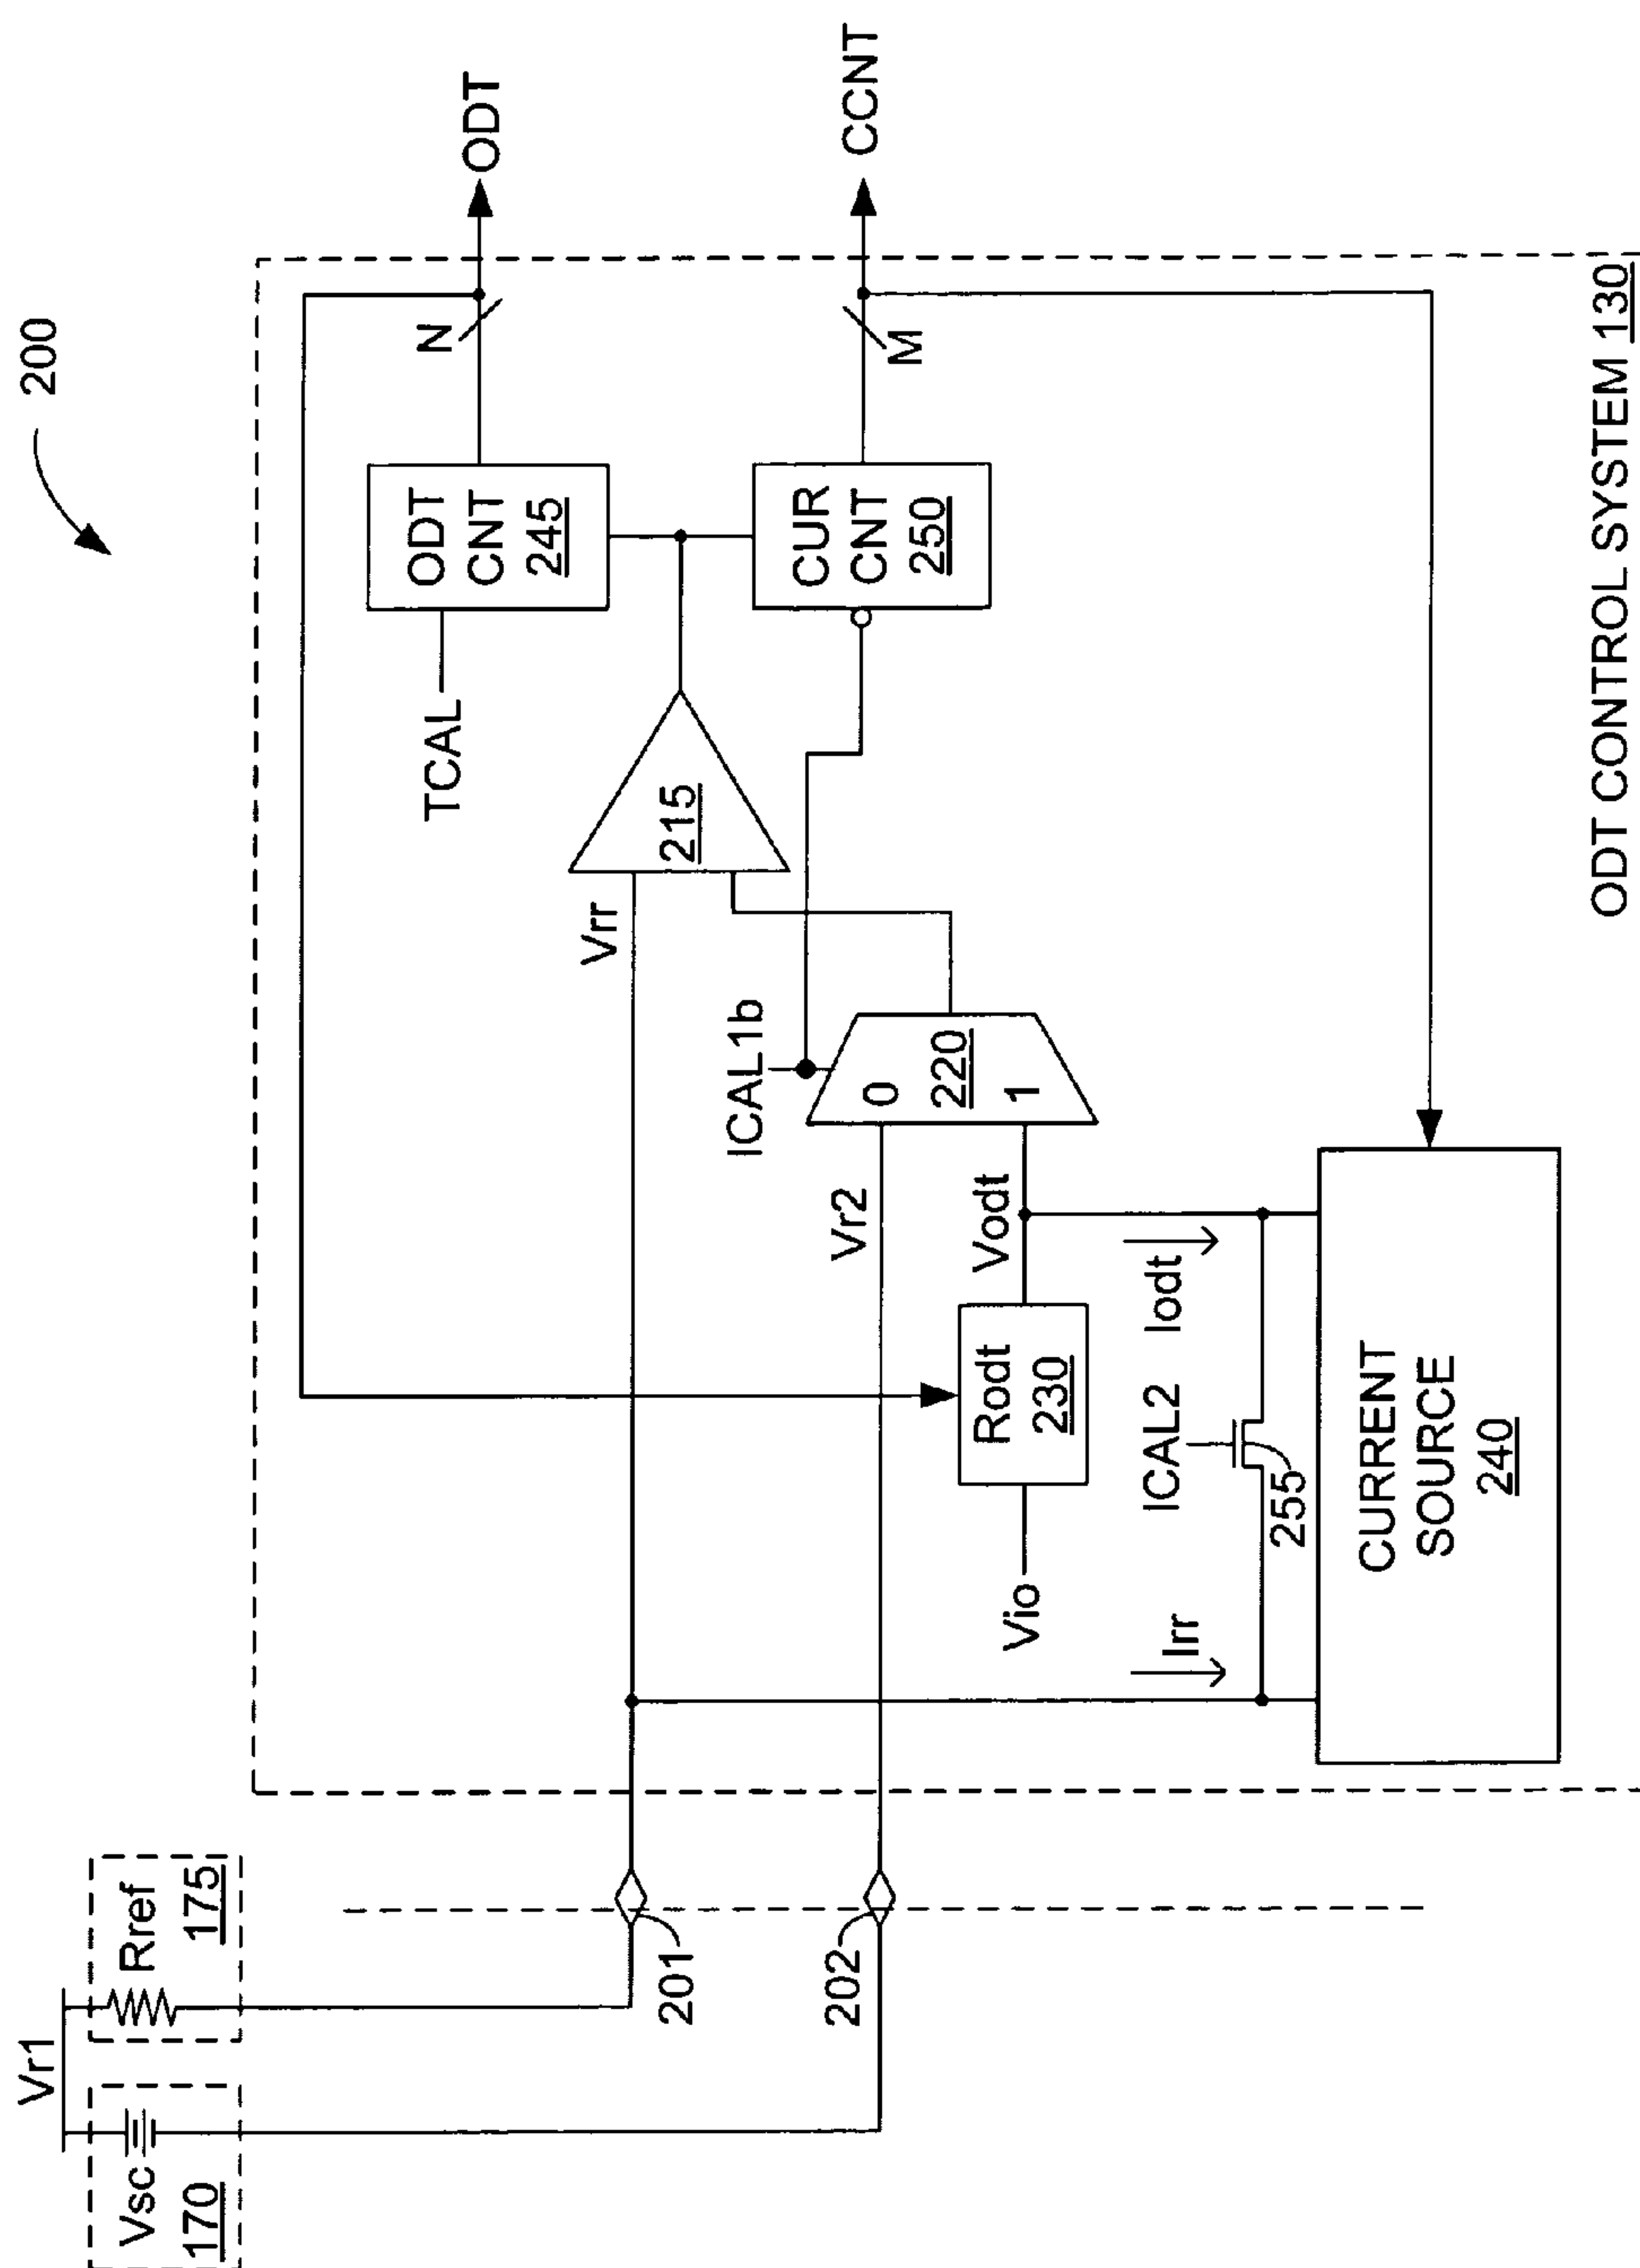 200
Vr1
Vsc
170
Rref
175
201
202
Vrr
Vr2
Vio
Rodt
230
Vodt
Irr
Iodt
ICAL2
255
CURRENT
SOURCE
240
ICAL1b
0
220
1
215
TCAL
ODT
CNT
245
CUR
CNT
250
N
M
ODT
CCNT
ODT CONTROL SYSTEM 130